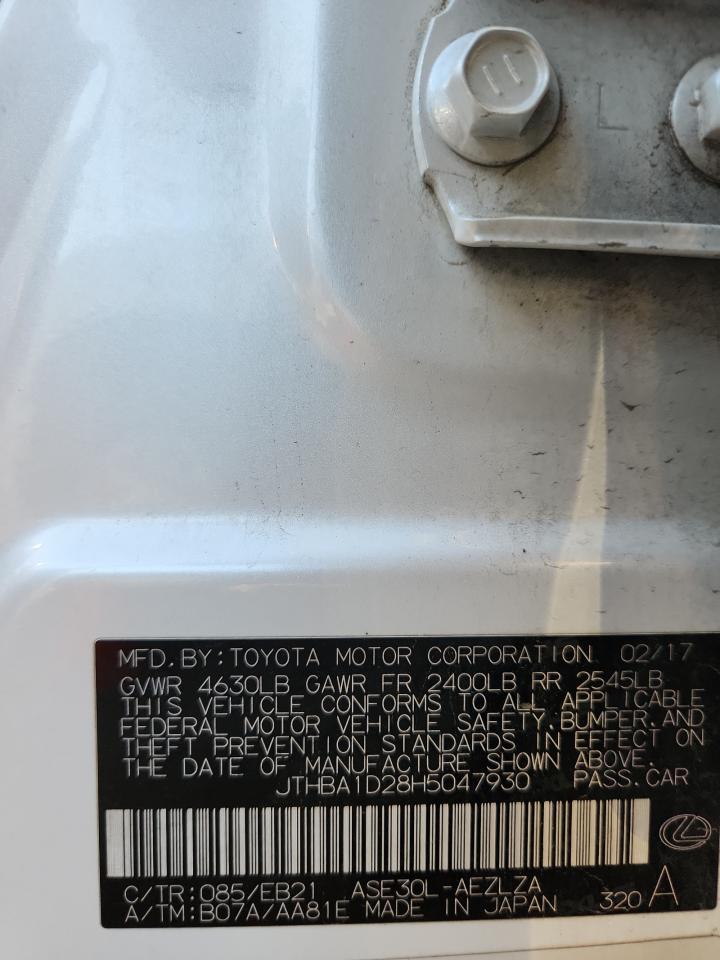 L
MFD. BY: TOYOTA MOTOR CORPORATION 02/17
GVWR 4630LB GAWR FR 2400LB RR 2545LB
THIS VEHICLE CONFORMS TO ALL APPLICABLE
FEDERAL MOTOR VEHICLE SAFETY, BUMPER, AND
THEFT PREVENTION STANDARDS IN EFFECT ON
THE DATE OF MANUFACTURE SHOWN ABOVE.
JTHBA1D28H5047930 PASS. CAR
C/TR: 085/EB21 ASE30L-AEZLZA
A/TM: B07A/AA81E MADE IN JAPAN 320 A